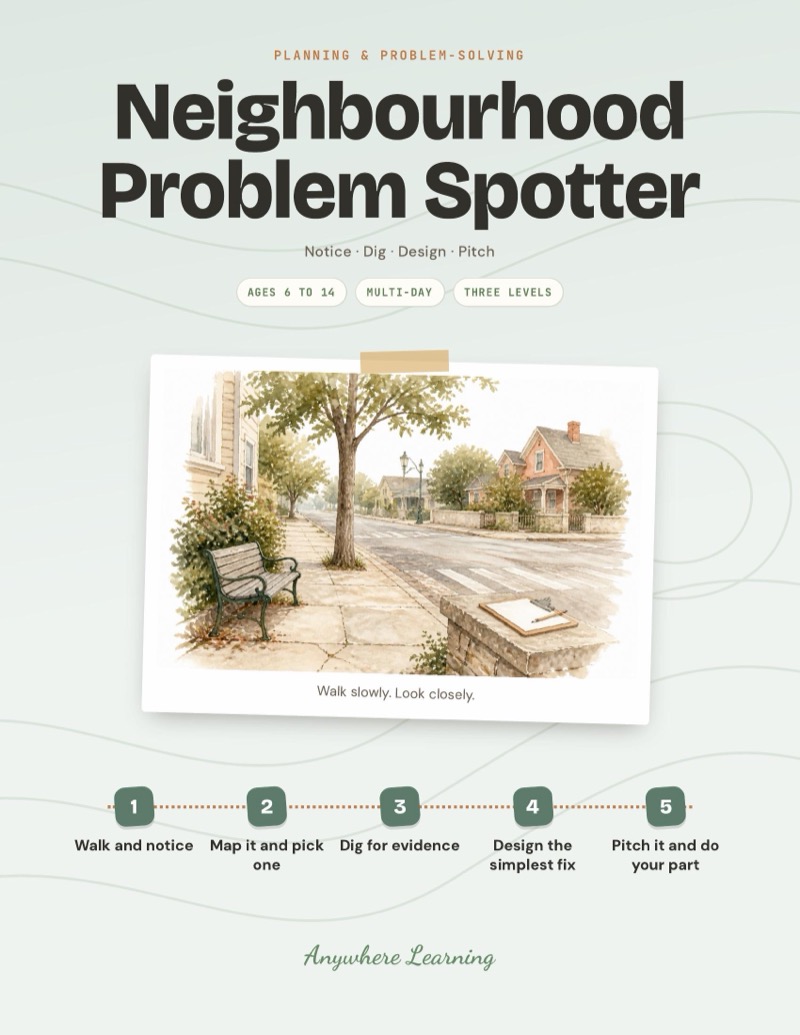 PLANNING & PROBLEM-SOLVING
Neighbourhood
Problem Spotter
Notice · Dig · Design · Pitch
AGES 6 TO 14
MULTI-DAY
THREE LEVELS
Walk slowly. Look closely.
1
Walk and notice
2
Map it and pick
one
3
Dig for evidence
4
Design the
simplest fix
5
Pitch it and do
your part
Anywhere Learning